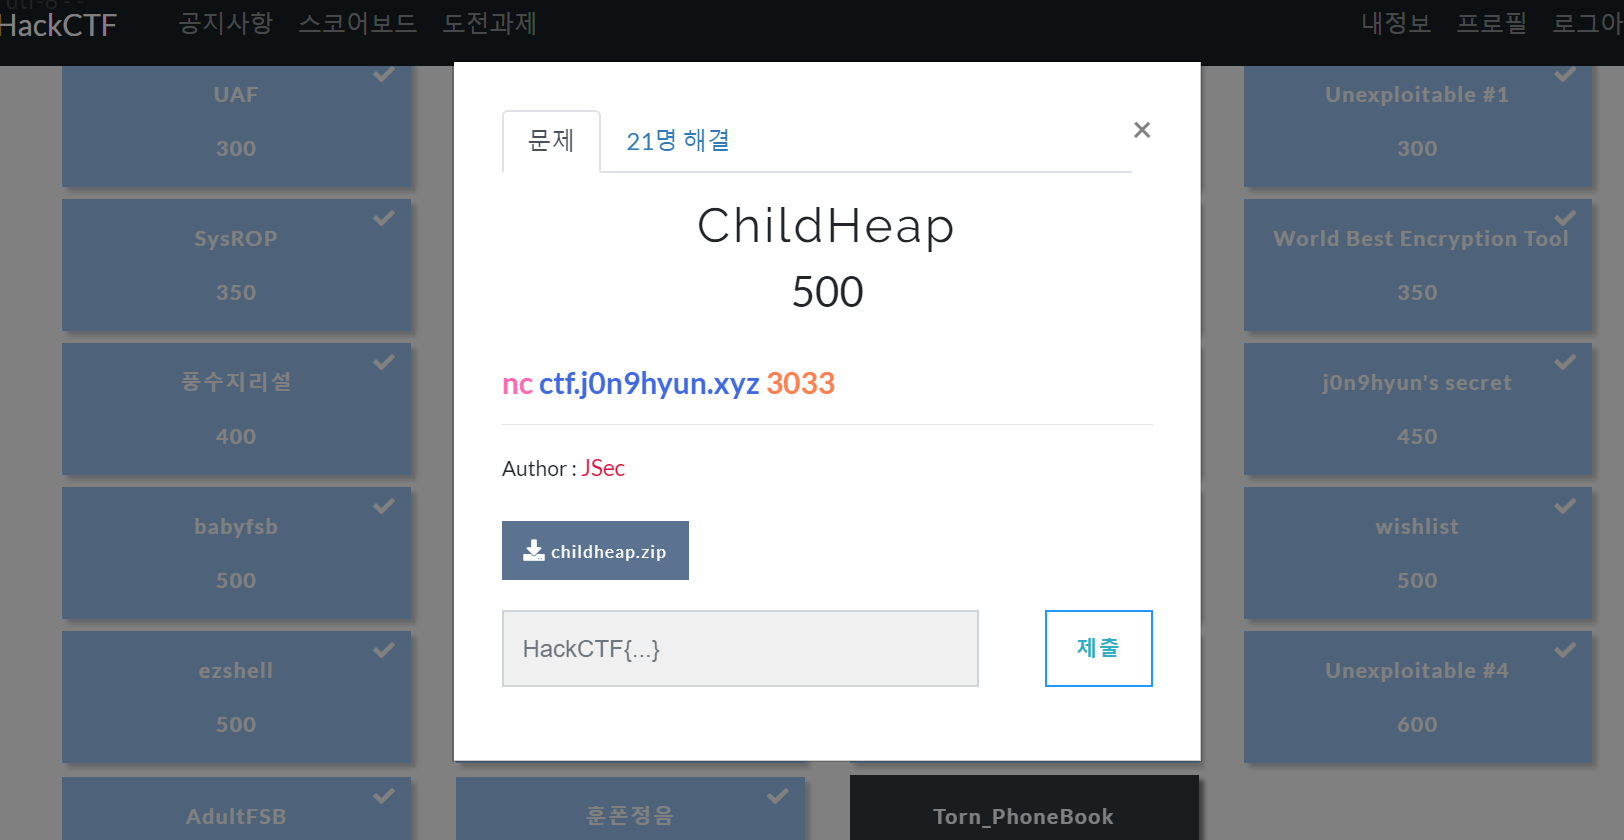 HackCTF 공지사항 스코어보드 도전과제 내정보 프로필 로그아
UAF
300
Unexploitable #1
300
문제 21명 해결 ×
ChildHeap
500
SysROP
350
World Best Encryption Tool
350
nc ctf.j0n9hyun.xyz 3033
풍수지리설
400
j0n9hyun's secret
450
Author : JSec
babyfsb
500
wishlist
500
childheap.zip
HackCTF{...} 제출
ezshell
500
Unexploitable #4
600
AdultFSB
훈폰정음
Torn_PhoneBook